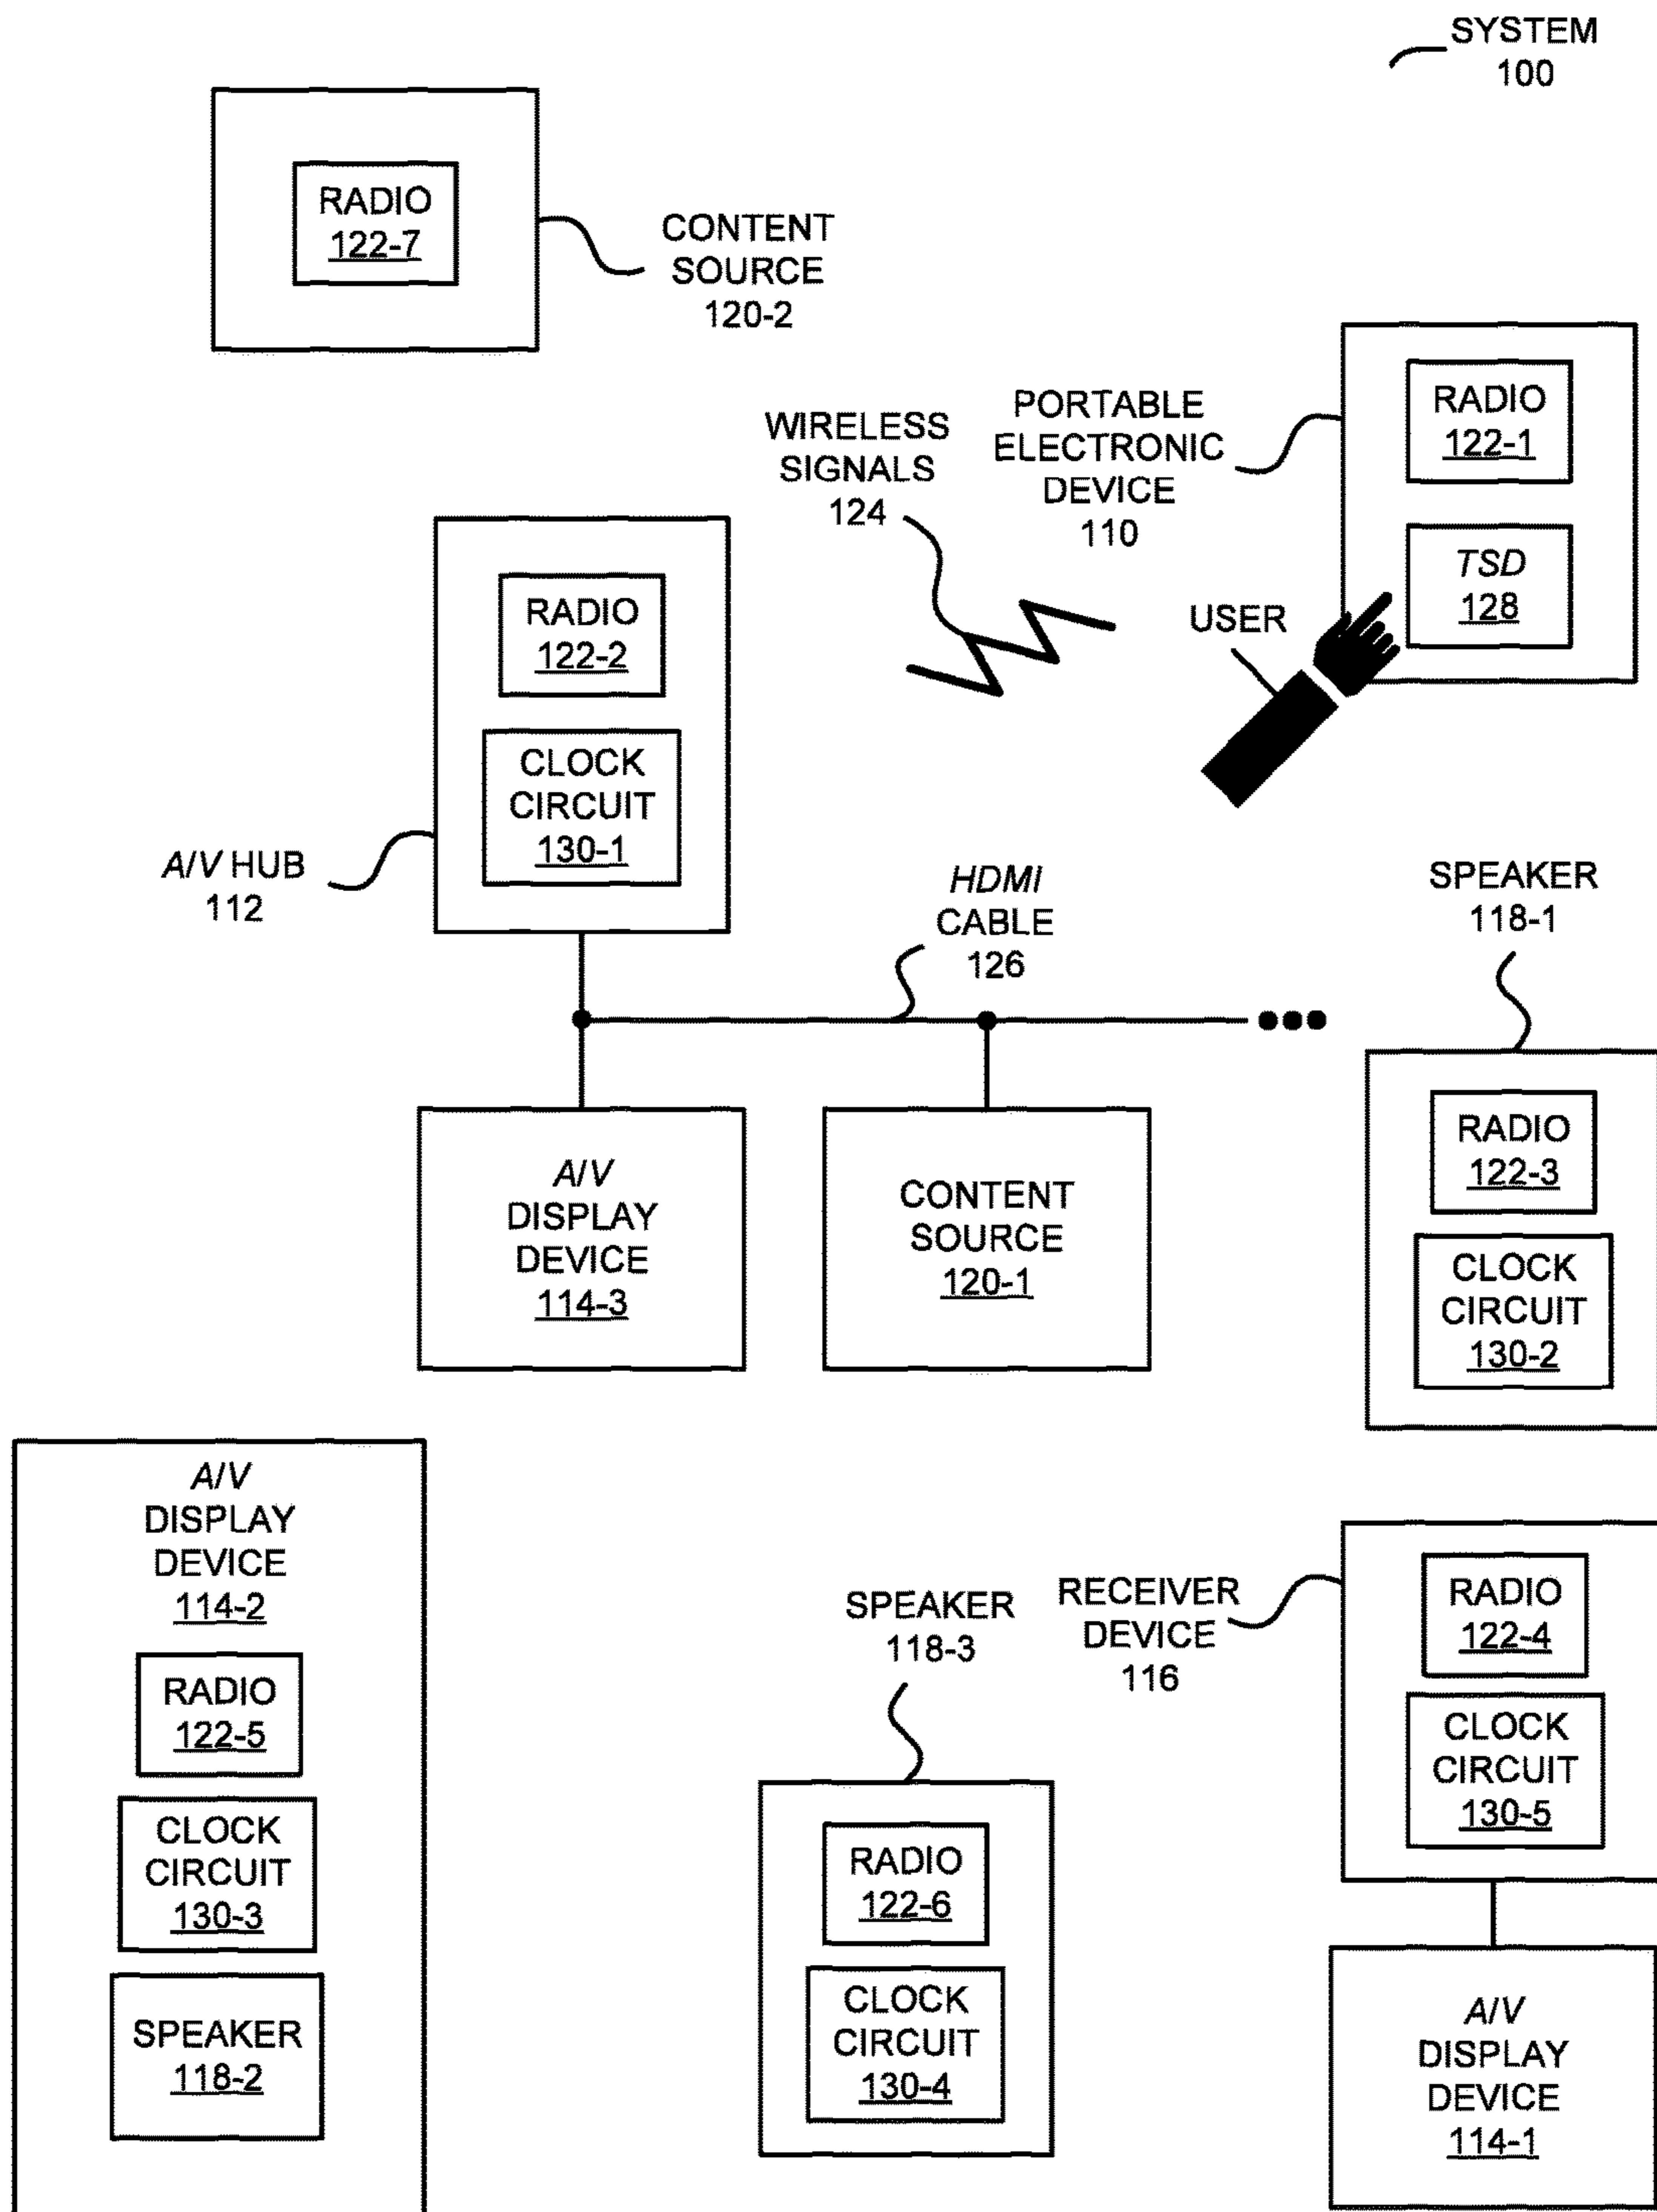 SYSTEM
100
RADIO
122-7
CONTENT
SOURCE
120-2
RADIO
122-1
PORTABLE
ELECTRONIC
DEVICE
110
WIRELESS
SIGNALS
124
TSD
128
USER
RADIO
122-2
CLOCK
CIRCUIT
130-1
A/V HUB
112
HDMI
CABLE
126
SPEAKER
118-1
RADIO
122-3
CLOCK
CIRCUIT
130-2
A/V
DISPLAY
DEVICE
114-3
CONTENT
SOURCE
120-1
A/V
DISPLAY
DEVICE
114-2
RADIO
122-5
CLOCK
CIRCUIT
130-3
SPEAKER
118-2
SPEAKER
118-3
RADIO
122-6
CLOCK
CIRCUIT
130-4
RECEIVER
DEVICE
116
RADIO
122-4
CLOCK
CIRCUIT
130-5
A/V
DISPLAY
DEVICE
114-1